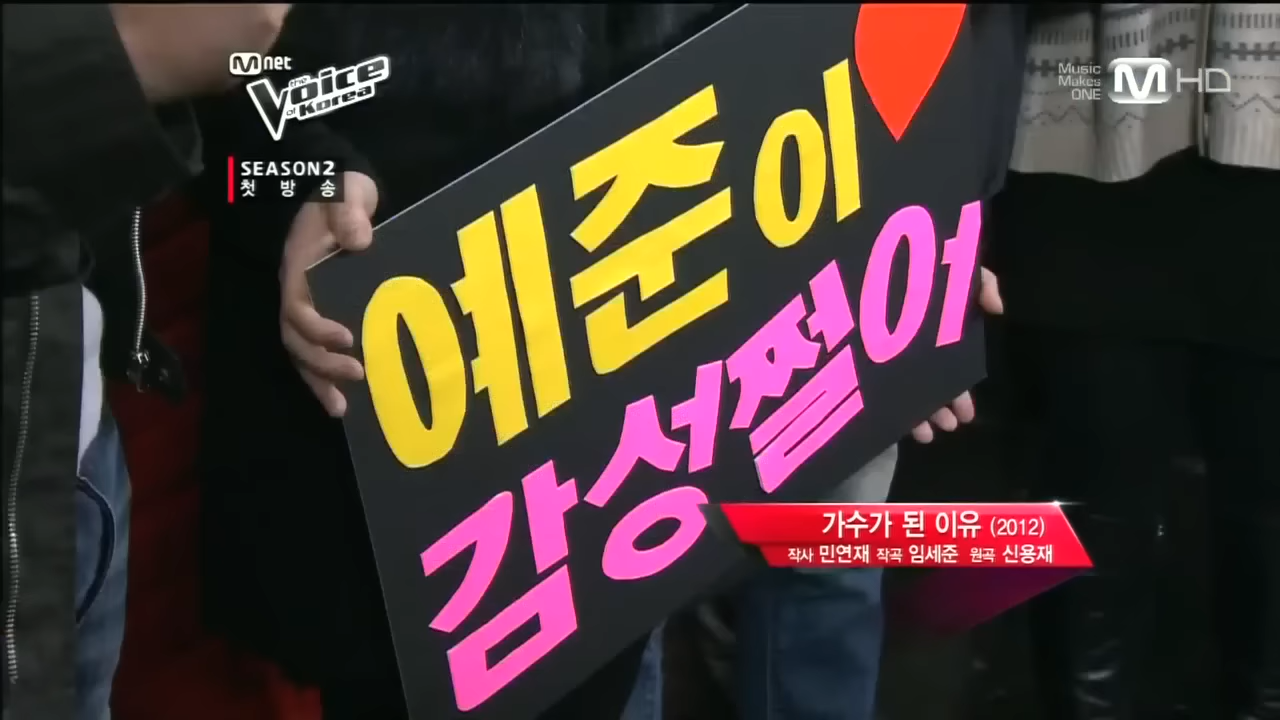 Mnet
the Voice of Korea
SEASON2
첫 방 송
Music Makes ONE
M HD
예준이
감성쩔어
가수가 된 이유 (2012)
작사 민연재 작곡 임세준 원곡 신용재